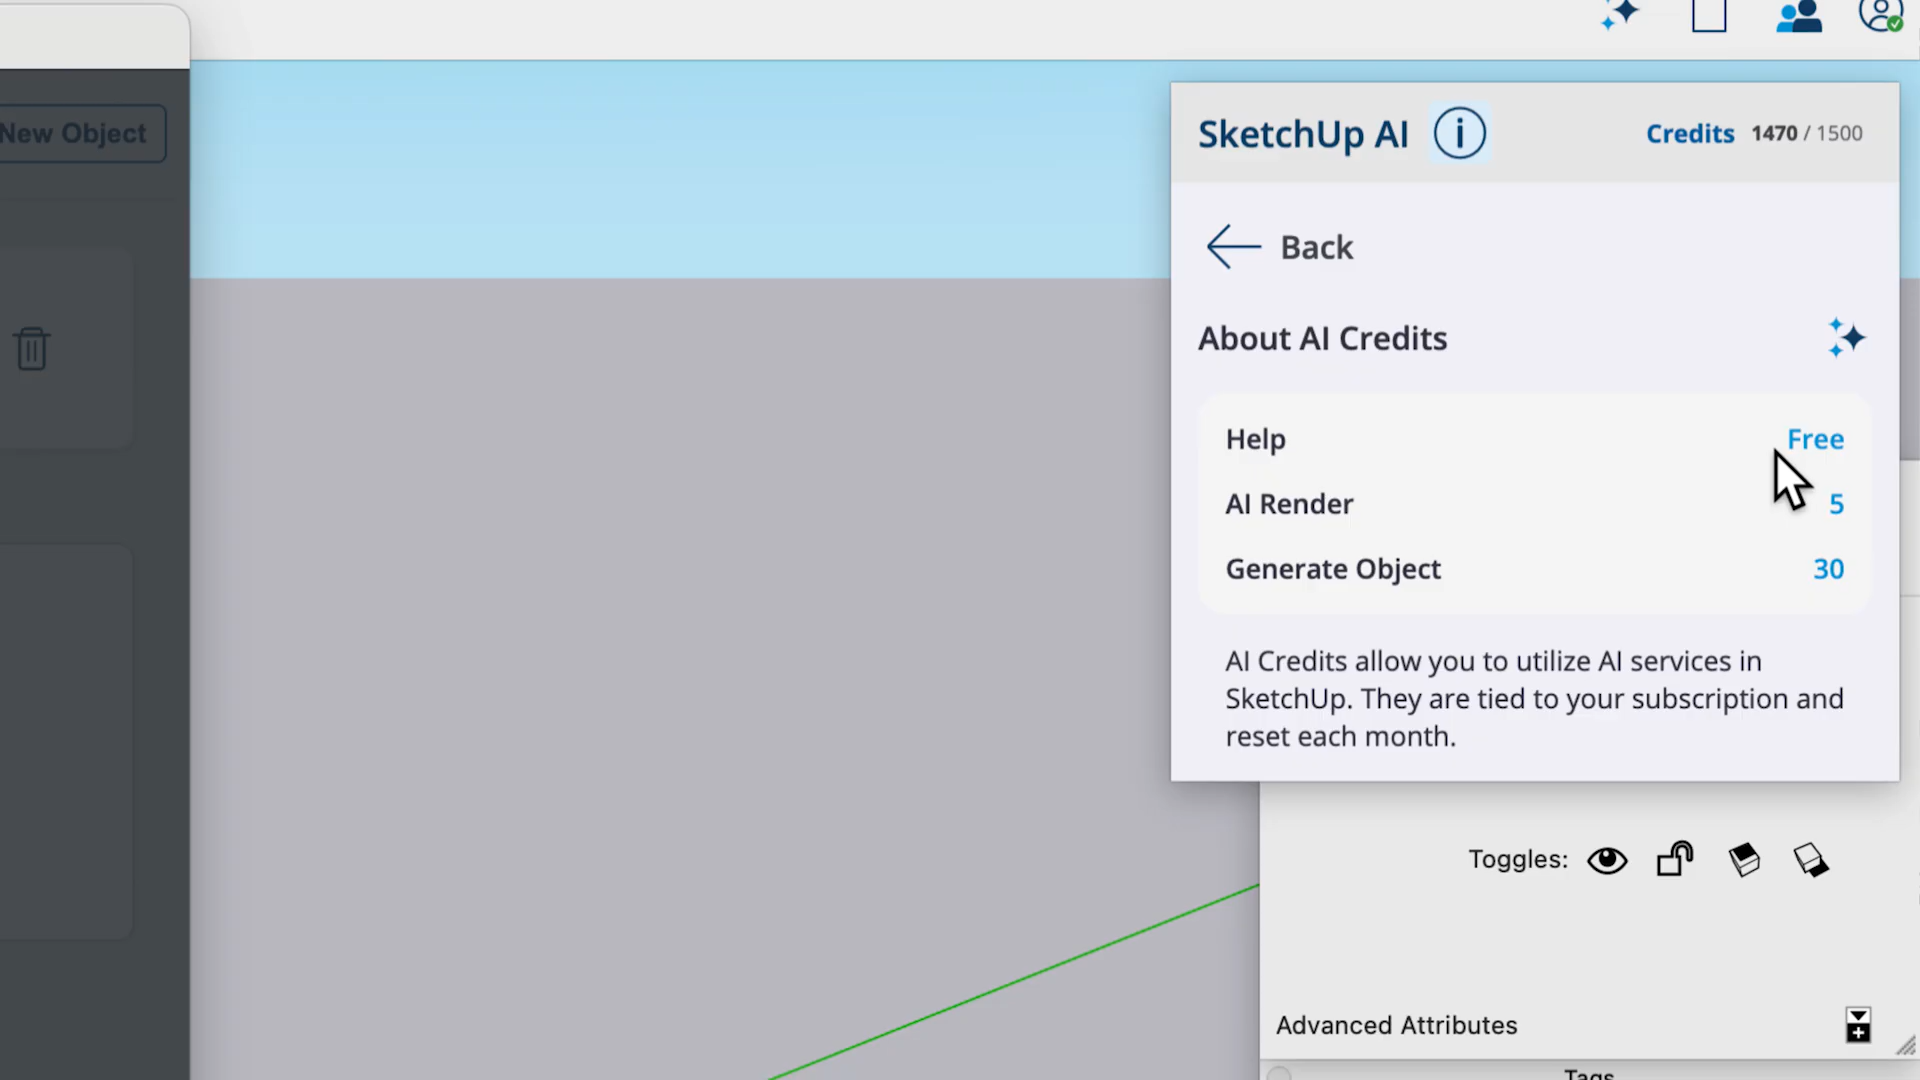 New Object
SketchUp AI
Credits 1470 / 1500
Back
About AI Credits
Help Free
AI Render 5
Generate Object 30
AI Credits allow you to utilize AI services in
SketchUp. They are tied to your subscription and
reset each month.
Toggles:
Advanced Attributes
Tags